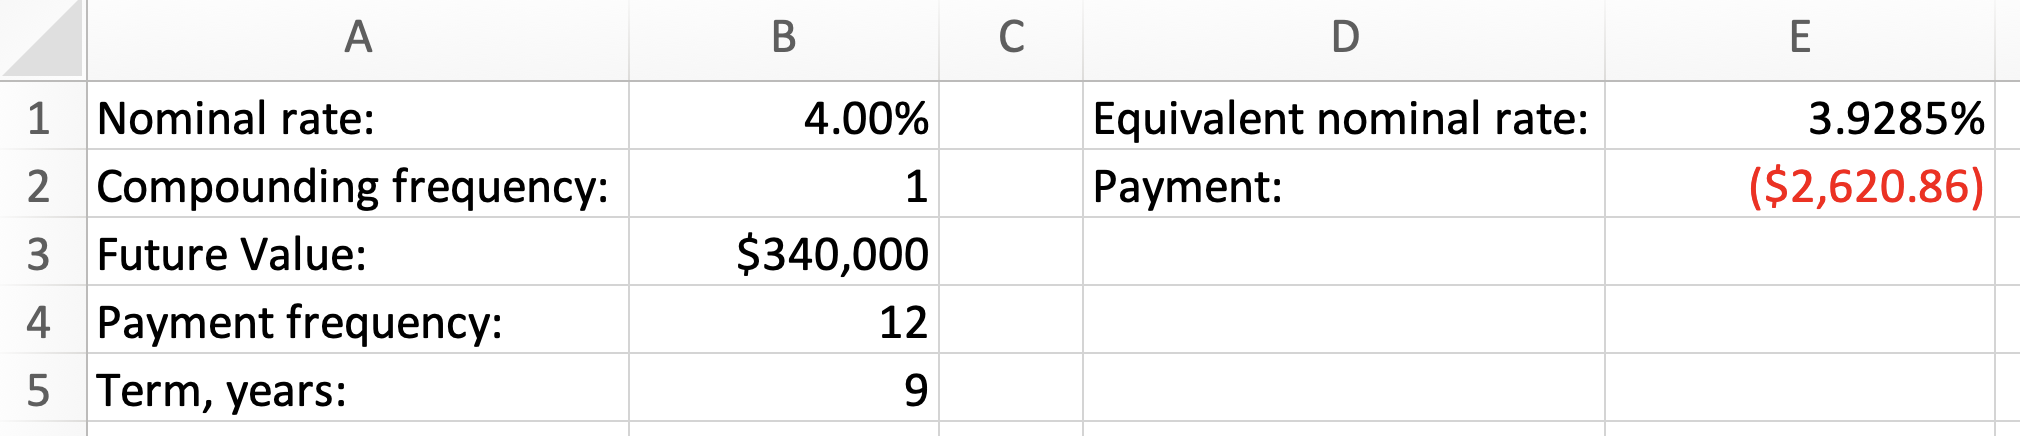 A B C D E
1 Nominal rate: 4.00% Equivalent nominal rate: 3.9285%
2 Compounding frequency: 1 Payment: ($2,620.86)
3 Future Value: $340,000
4 Payment frequency: 12
5 Term, years: 9